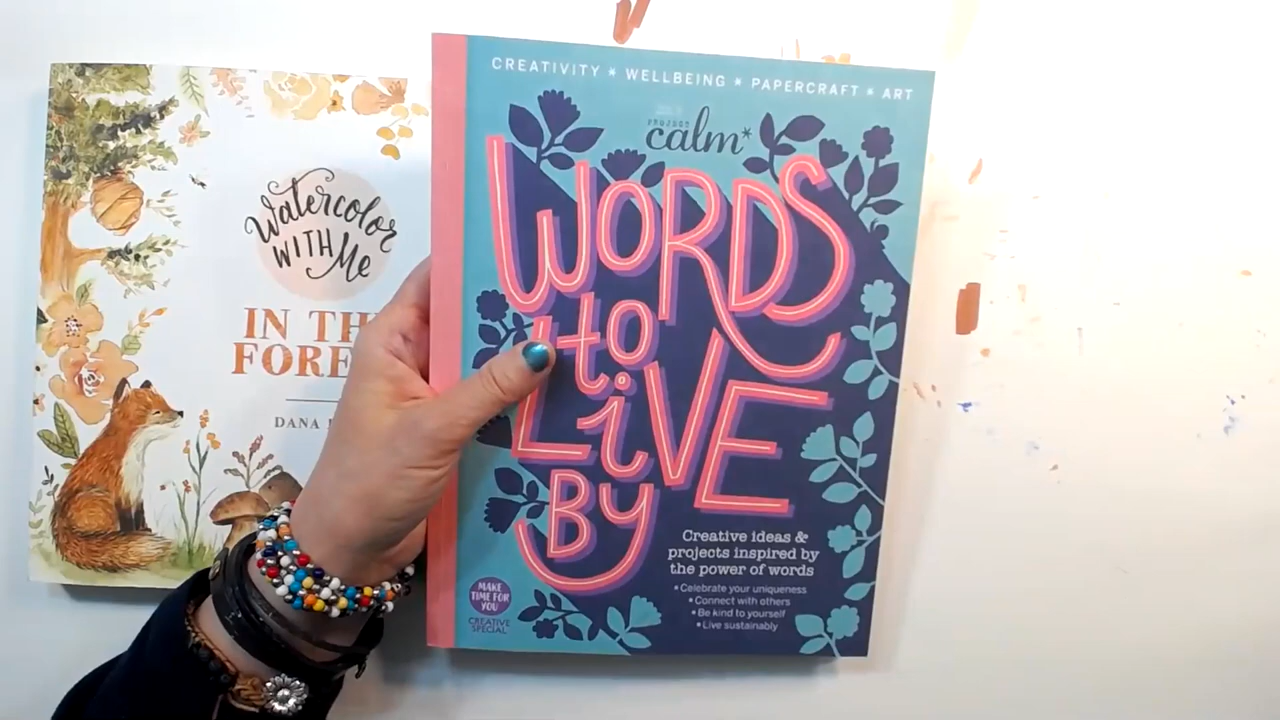 Watercolor
WITH Me
IN TH
FORE
DANA
CREATIVITY * WELLBEING * PAPERCRAFT * ART
PROJECT
calm*
WORDS
to
LiVE
BY
Creative ideas &
projects inspired by
the power of words
• Celebrate your uniqueness
• Connect with others
• Be kind to yourself
• Live sustainably
MAKE
TIME FOR
YOU
CREATIVE
SPECIAL